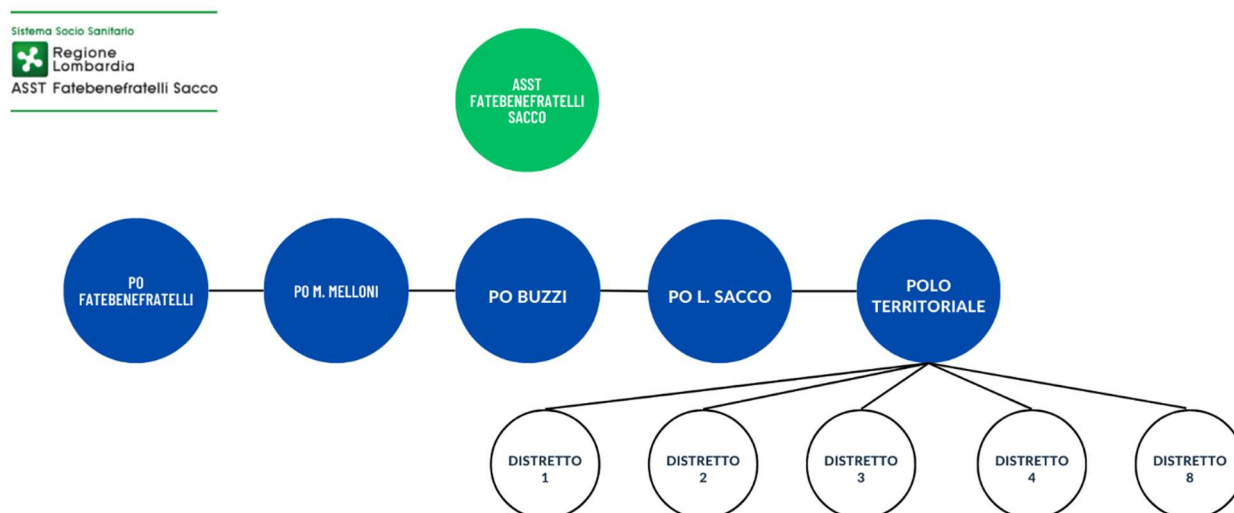 Sistema Socio Sanitario
Regione
Lombardia
ASST Fatebenefratelli Sacco
ASST
FATEBENEFRATELLI
SACCO
PO
FATEBENEFRATELLI
PO M. MELLONI
PO BUZZI
PO L. SACCO
POLO
TERRITORIALE
DISTRETTO
1
DISTRETTO
2
DISTRETTO
3
DISTRETTO
4
DISTRETTO
8